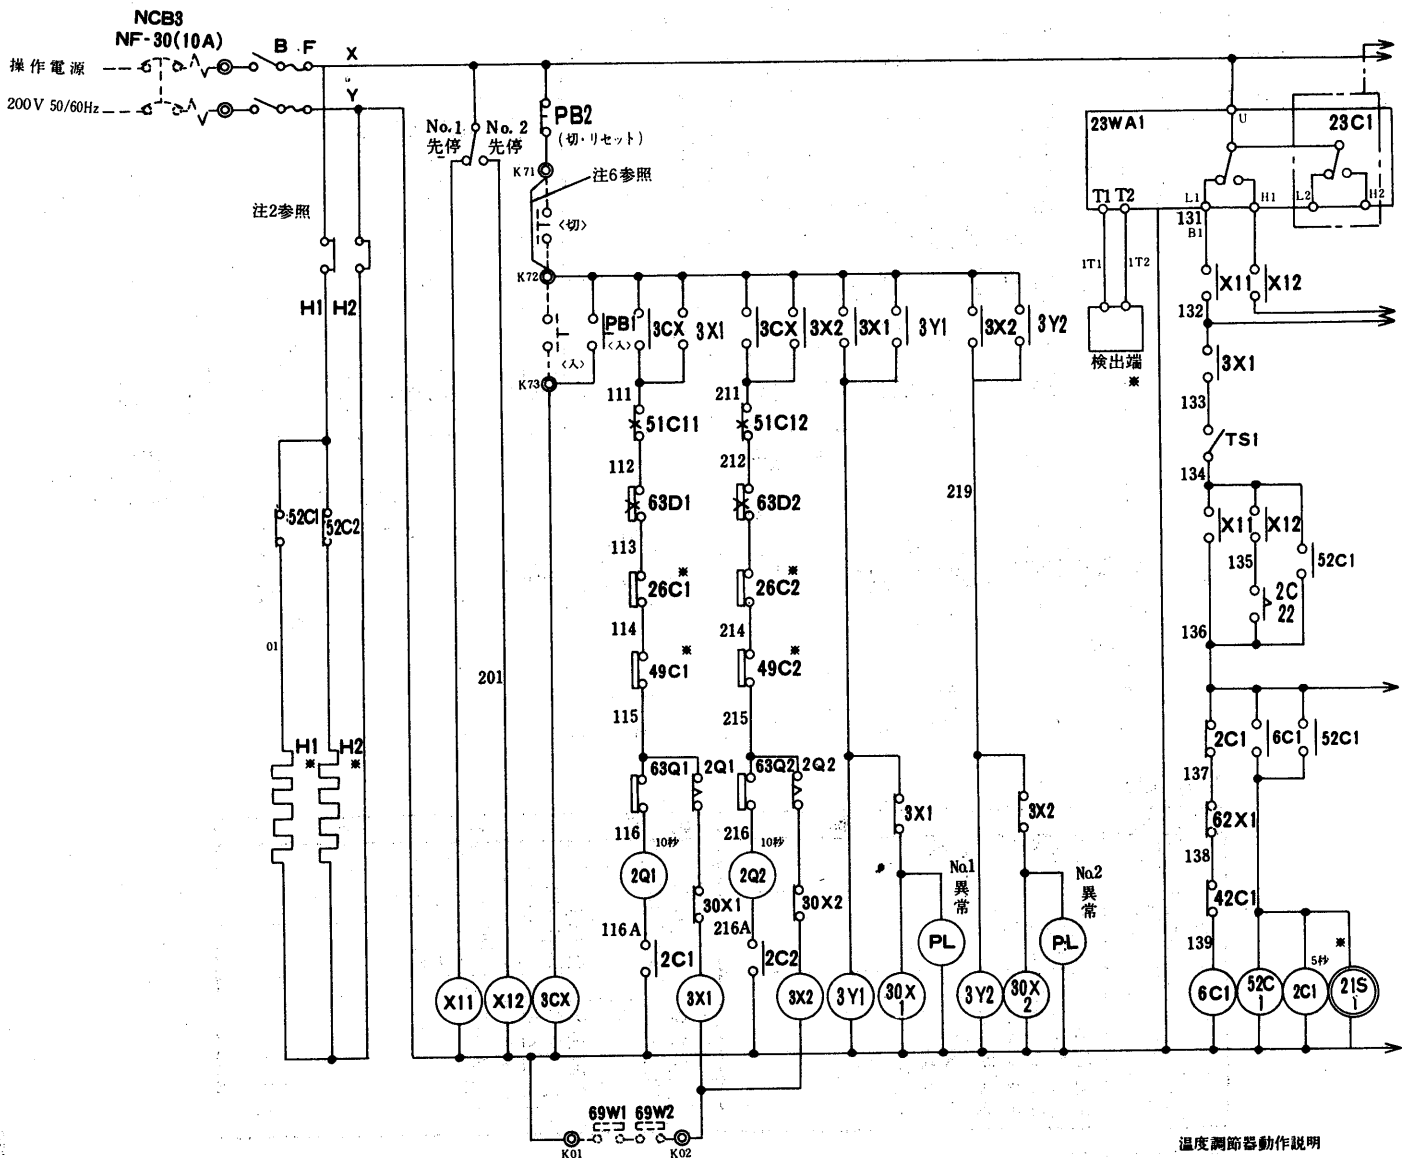 NCB3
NF-30(10A)
B F X
操作電源
200V 50/60Hz
Y
No.1 No.2
先停 先停
PB2
(切・リセット)
K71
注6参照
注2参照
<切>
K72
23WA1
U
23C1
T1 T2
L1 H1 L2 H2
131
B1
1T1 1T2
X11 X12
132
H1 H2
PB1
<入>
<入>
3CX 3X1 3CX 3X2 3X1 3Y1 3X2 3Y2
検出端
※
3X1
K73
111 211
133
51C11 51C12
TS1
112 212
134
63D1 63D2
219
52C1 52C2
X11 X12
113
135
52C1
※ ※
26C1 26C2
2C
22
114 214
136
※ ※
49C1 49C2
01
201
115 215
H1 H2
※ ※
63Q1 2Q1 63Q2 2Q2
2C1 6C1 52C1
137
3X1 3X2
62X1
116 10秒 216 10秒
138
2Q1 2Q2
No.1
異常
No.2
異常
30X1 30X2
42C1
116A 216A
139
PL PL
2C1 2C2
5秒
※
X11 X12 3CX 3X1 3X2 3Y1 30X
1 3Y2 30X
2 6C1 52C
1 2C1 21S
1
69W1 69W2
K01 K02
温度調節器動作説明